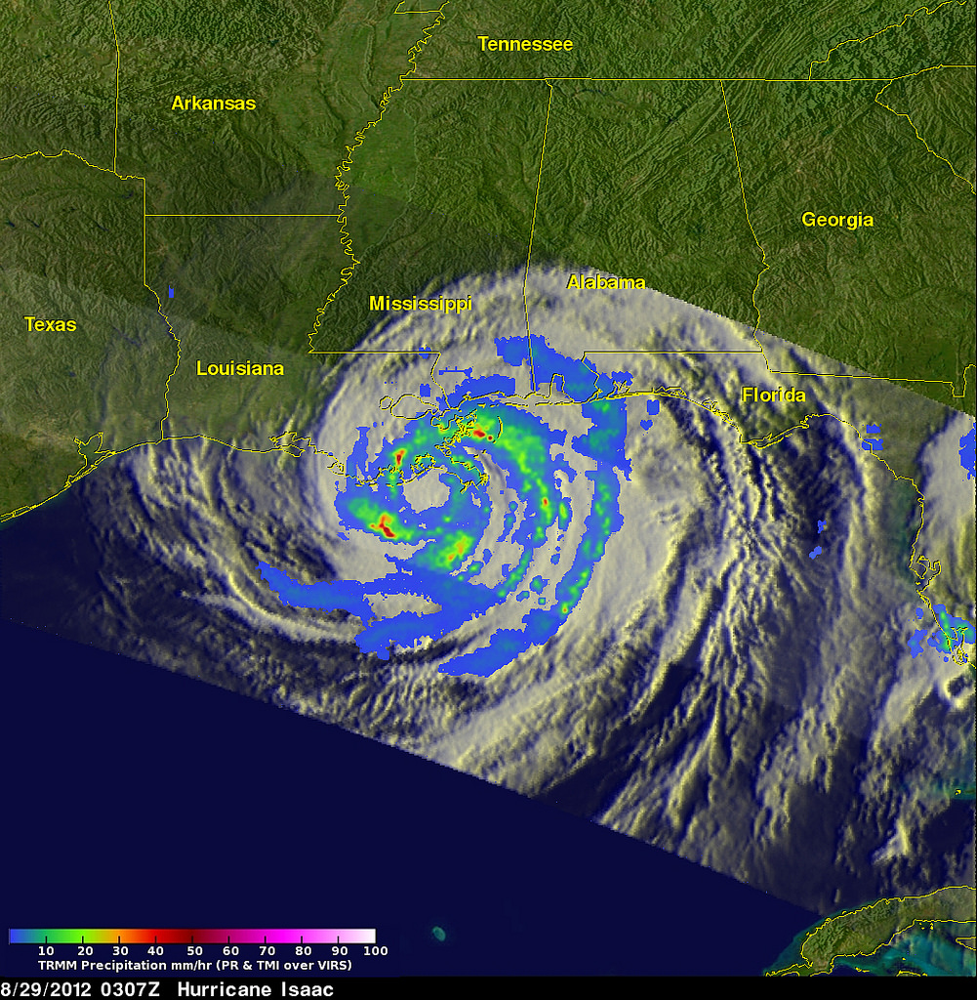 Tennessee
Arkansas
Georgia
Alabama
Mississippi
Texas
Louisiana
Florida
10 20 30 40 50 60 70 80 90 100
TRMM Precipitation mm/hr (PR & TMI over VIRS)
8/29/2012 0307Z Hurricane Isaac